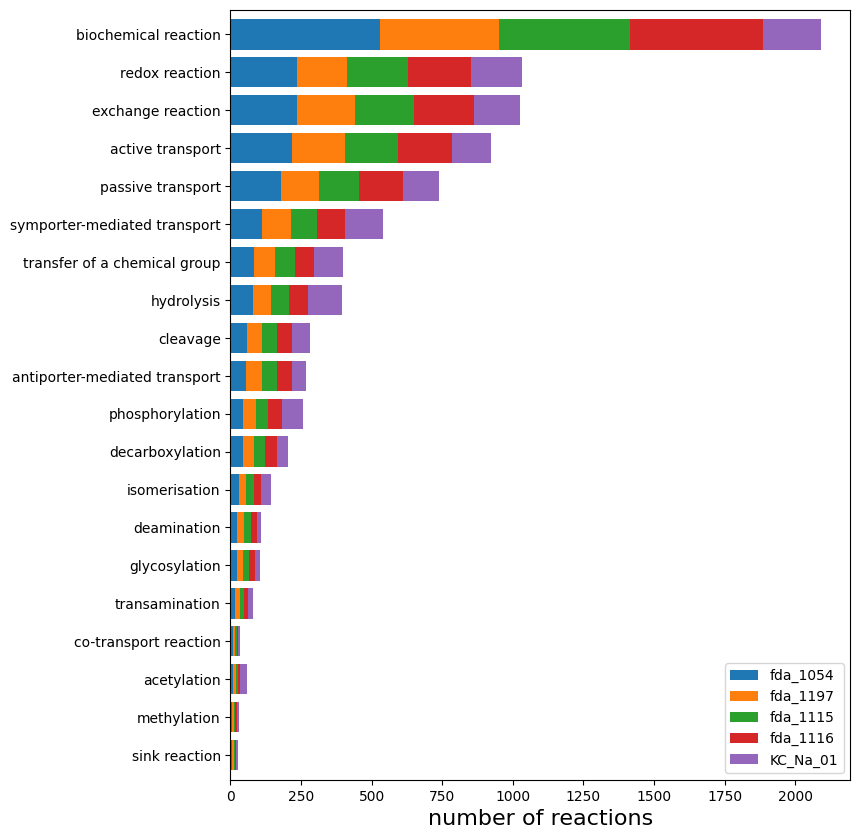 biochemical reaction
redox reaction
exchange reaction
active transport
passive transport
symporter-mediated transport
transfer of a chemical group
hydrolysis
cleavage
antiporter-mediated transport
phosphorylation
decarboxylation
isomerisation
deamination
glycosylation
transamination
co-transport reaction
acetylation
methylation
sink reaction
fda_1054
fda_1197
fda_1115
fda_1116
KC_Na_01
0 250 500 750 1000 1250 1500 1750 2000
number of reactions